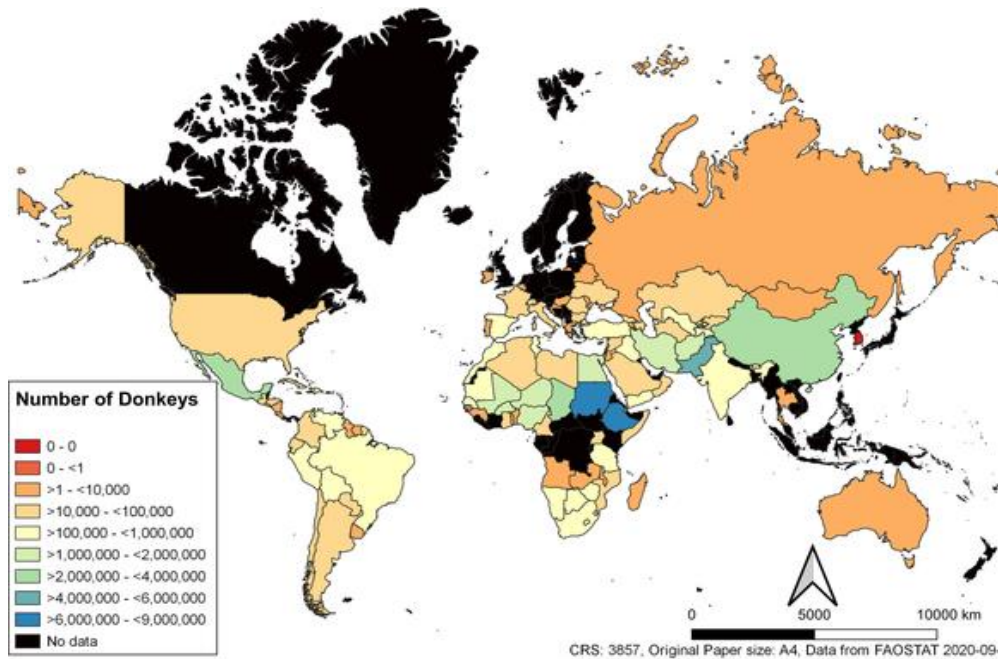 Number of Donkeys
0 - 0
0 - <1
>1 - <10,000
>10,000 - <100,000
>100,000 - <1,000,000
>1,000,000 - <2,000,000
>2,000,000 - <4,000,000
>4,000,000 - <6,000,000
>6,000,000 - <9,000,000
No data
0 5000 10000 km
CRS: 3857, Original Paper size: A4, Data from FAOSTAT 2020-09-